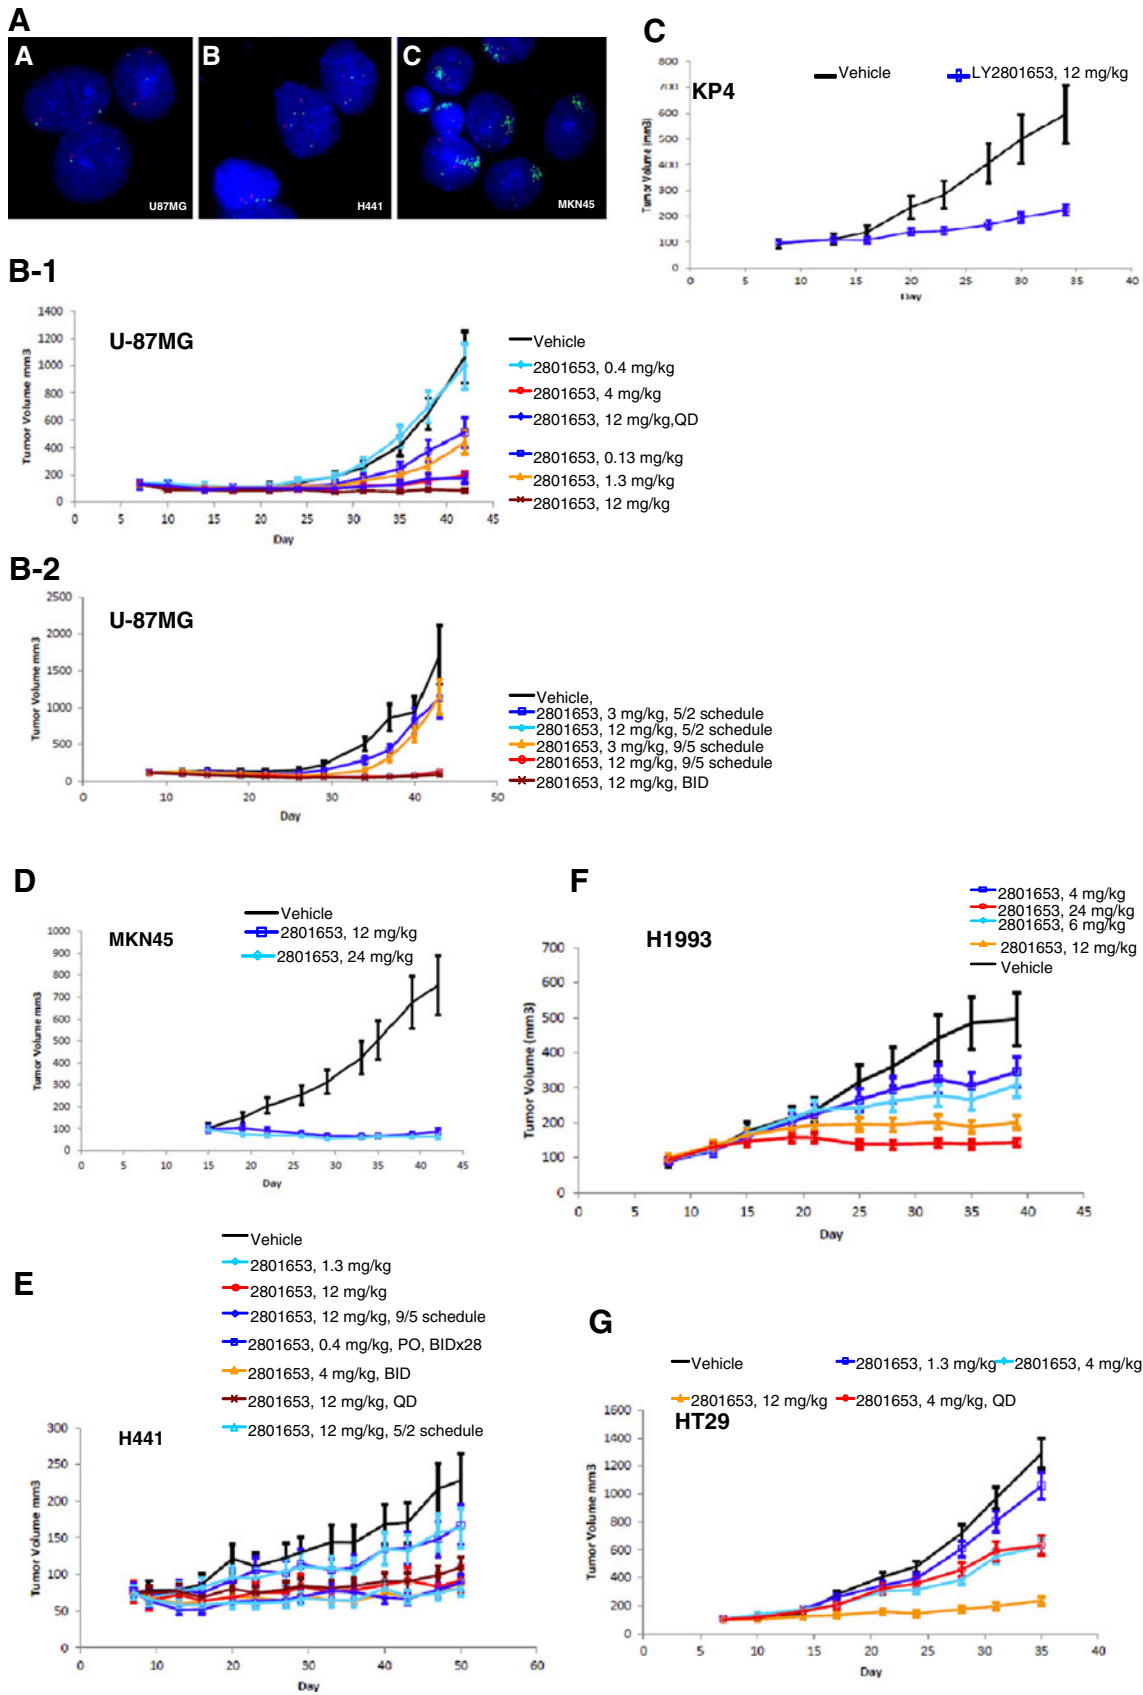 A
A
B
C
U87MG
H441
MKN45
C
KP4
Vehicle
LY2801653, 12 mg/kg
800
700
600
500
400
300
200
100
0
Tumor Volume (mm3)
0 5 10 15 20 25 30 35 40
Day
B-1
U-87MG
1400
1200
1000
800
600
400
200
0
Tumor Volume mm3
0 5 10 15 20 25 30 35 40 45
Day
Vehicle
2801653, 0.4 mg/kg
2801653, 4 mg/kg
2801653, 12 mg/kg,QD
2801653, 0.13 mg/kg
2801653, 1.3 mg/kg
2801653, 12 mg/kg
B-2
U-87MG
2500
2000
1500
1000
500
0
Tumor Volume mm3
0 10 20 30 40 50
Day
Vehicle,
2801653, 3 mg/kg, 5/2 schedule
2801653, 12 mg/kg, 5/2 schedule
2801653, 3 mg/kg, 9/5 schedule
2801653, 12 mg/kg, 9/5 schedule
2801653, 12 mg/kg, BID
D
MKN45
Vehicle
2801653, 12 mg/kg
2801653, 24 mg/kg
1000
900
800
700
600
500
400
300
200
100
0
Tumor Volume mm3
0 5 10 15 20 25 30 35 40 45
Day
F
H1993
2801653, 4 mg/kg
2801653, 24 mg/kg
2801653, 6 mg/kg
2801653, 12 mg/kg
Vehicle
700
600
500
400
300
200
100
0
Tumor Volume (mm3)
0 5 10 15 20 25 30 35 40 45
Day
E
H441
Vehicle
2801653, 1.3 mg/kg
2801653, 12 mg/kg
2801653, 12 mg/kg, 9/5 schedule
2801653, 0.4 mg/kg, PO, BIDx28
2801653, 4 mg/kg, BID
2801653, 12 mg/kg, QD
2801653, 12 mg/kg, 5/2 schedule
300
250
200
150
100
50
0
Tumor Volume mm3
0 10 20 30 40 50 60
Day
G
Vehicle
2801653, 1.3 mg/kg
2801653, 4 mg/kg
2801653, 12 mg/kg
2801653, 4 mg/kg, QD
HT29
1600
1400
1200
1000
800
600
400
200
0
Tumor Volume mm3
0 5 10 15 20 25 30 35 40
Day